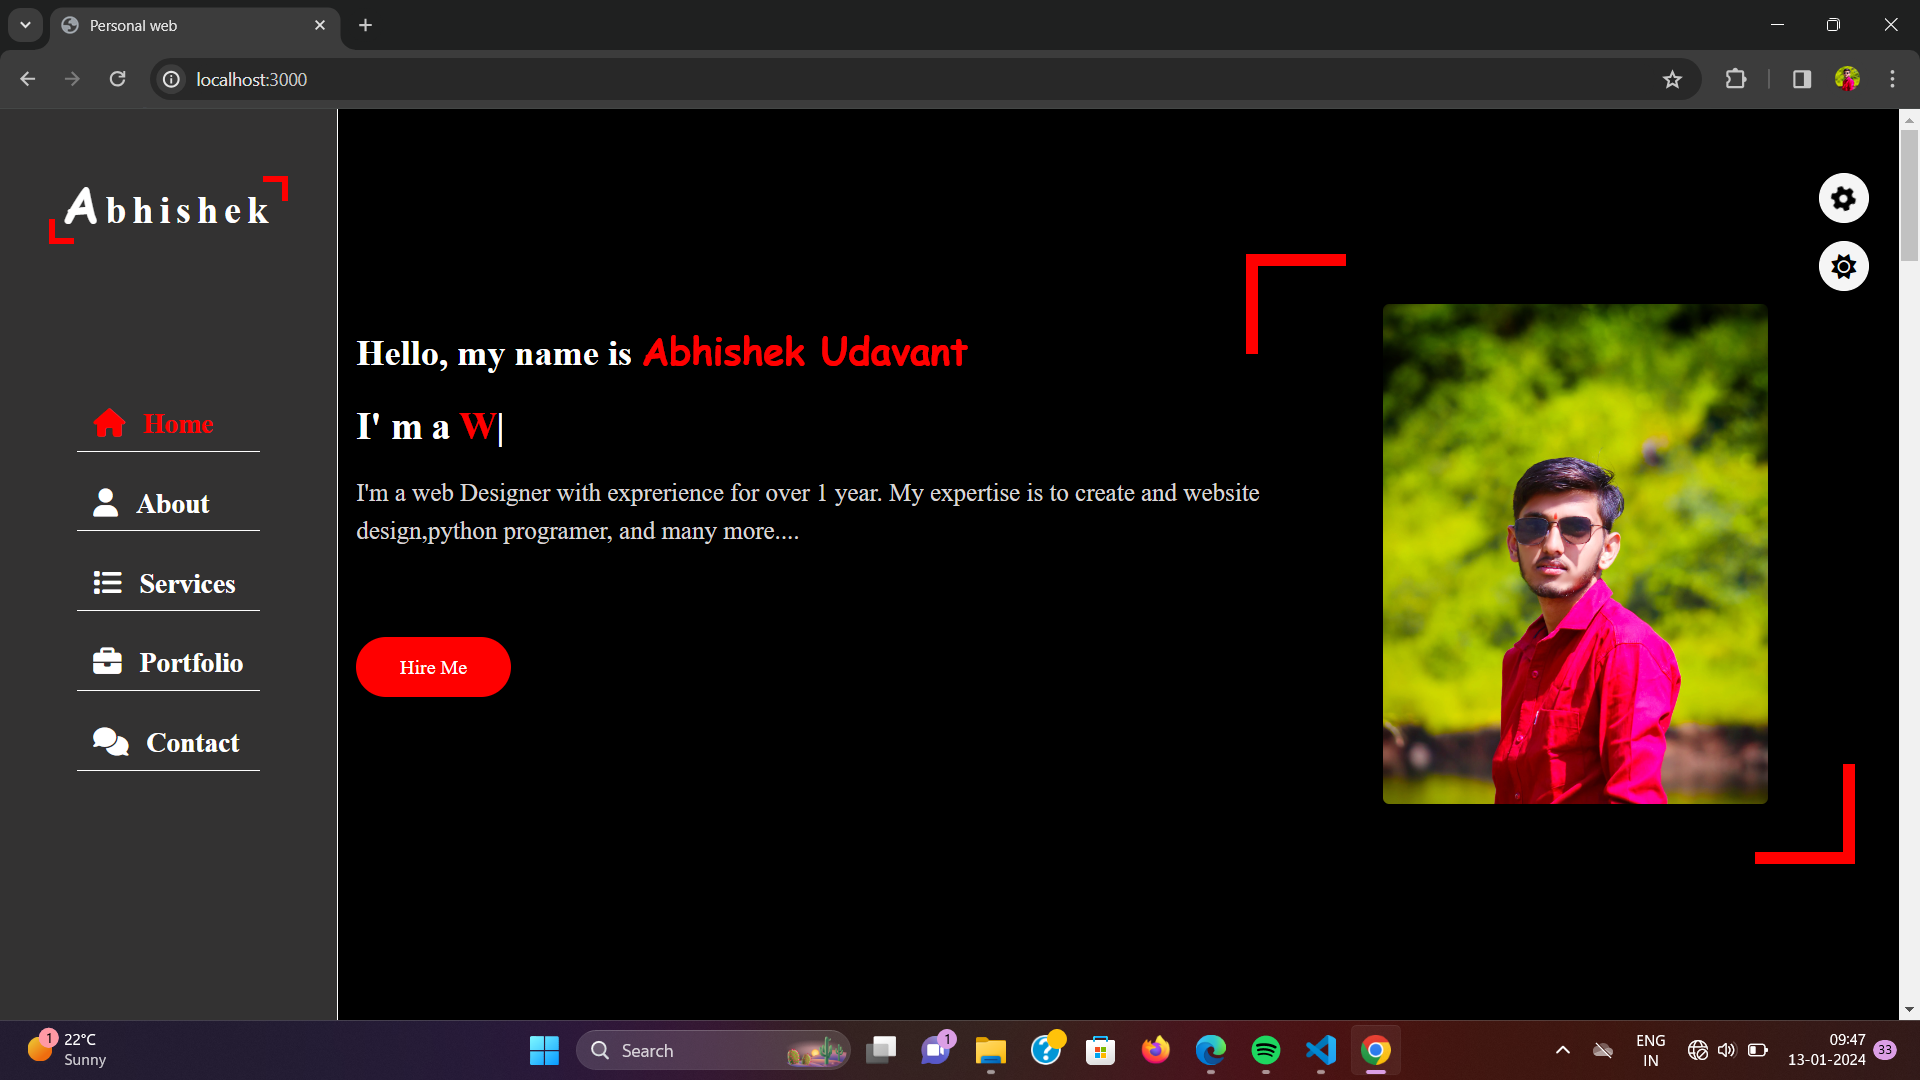 Personal web
localhost:3000
Abhishek
Home
About
Services
Portfolio
Contact
Hello, my name is Abhishek Udavant
I' m a W|
I'm a web Designer with exprerience for over 1 year. My expertise is to create and website
design,python programer, and many more....
Hire Me
1
22°C
Sunny
Search
1
ENG
IN
09:47
13-01-2024
33